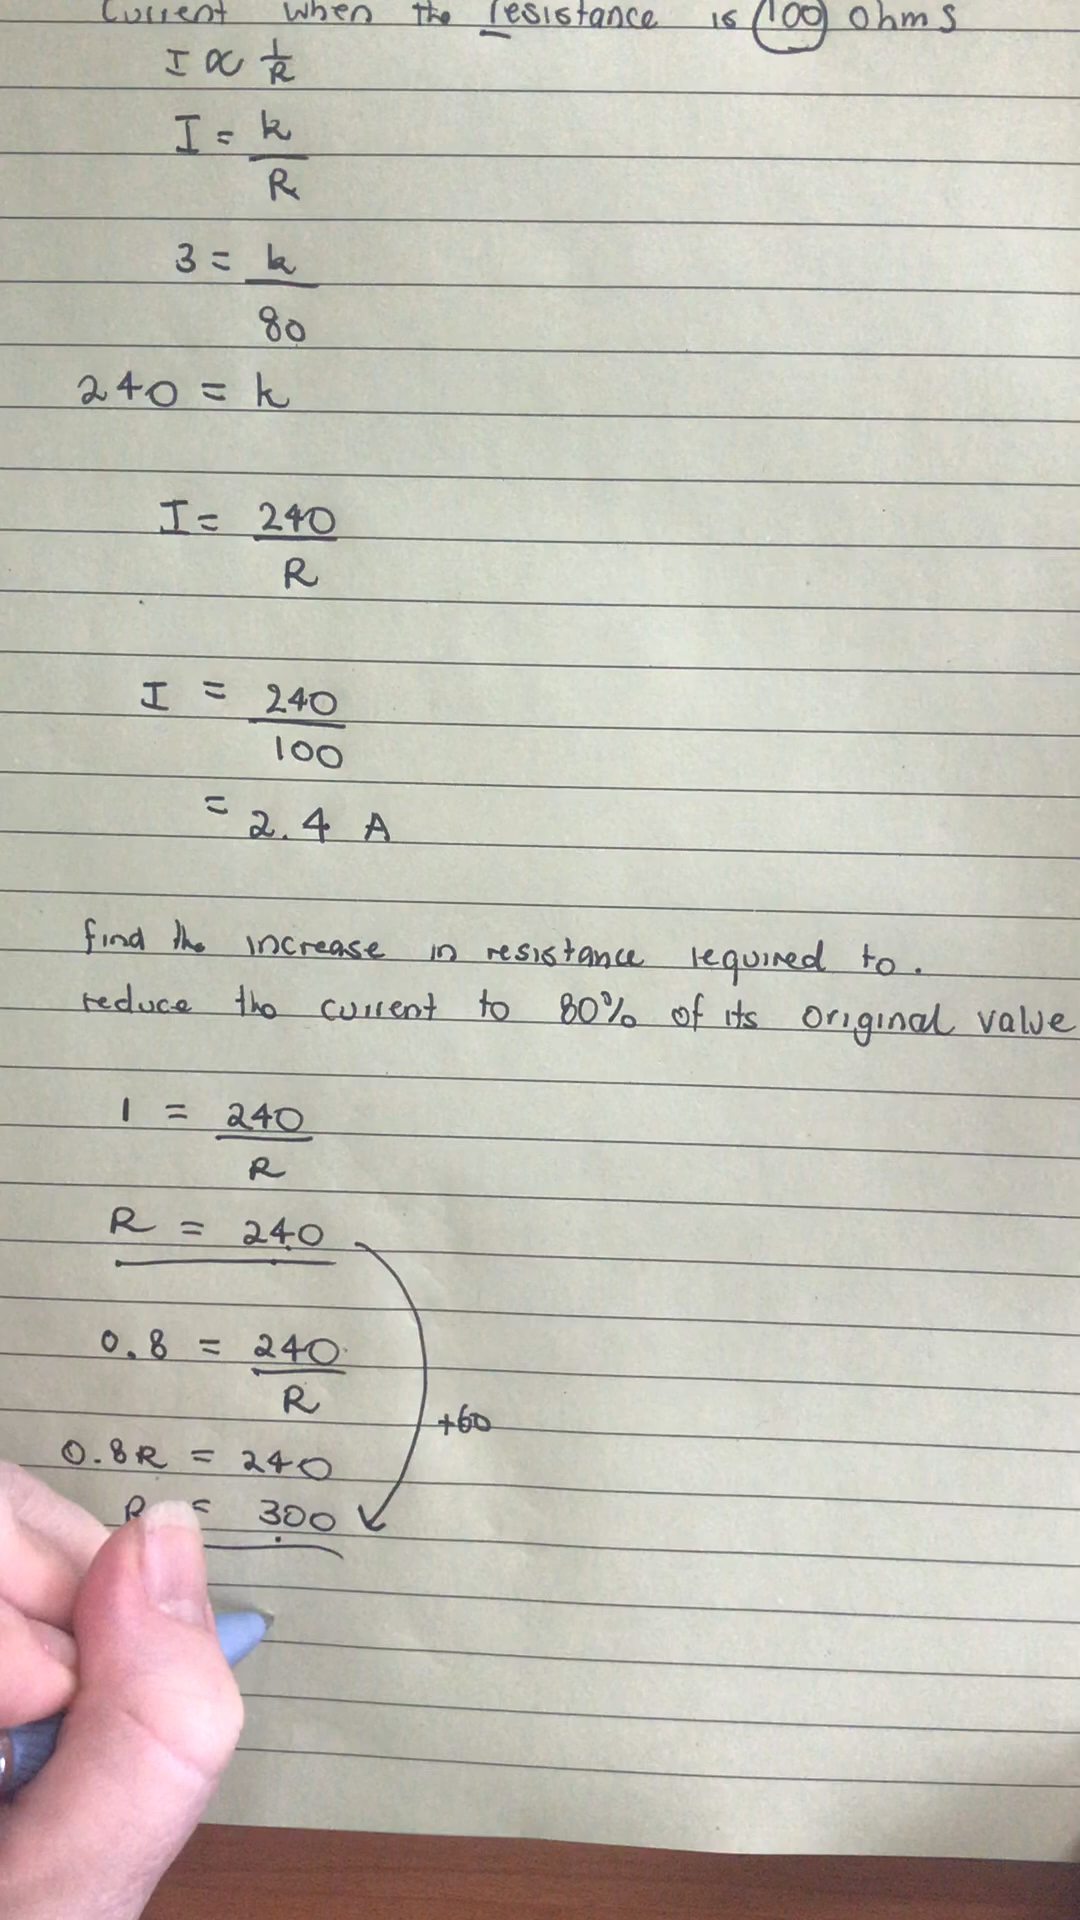 Current when the resistance is 100 ohms
I ∝ 1/R
I = k/R
3 = k/80
240 = k
I = 240/R
I = 240/100
= 2.4 A
find the increase in resistance required to.
reduce the current to 80% of its original value
1 = 240/R
R = 240
0.8 = 240/R
+60
0.8R = 240
R = 300